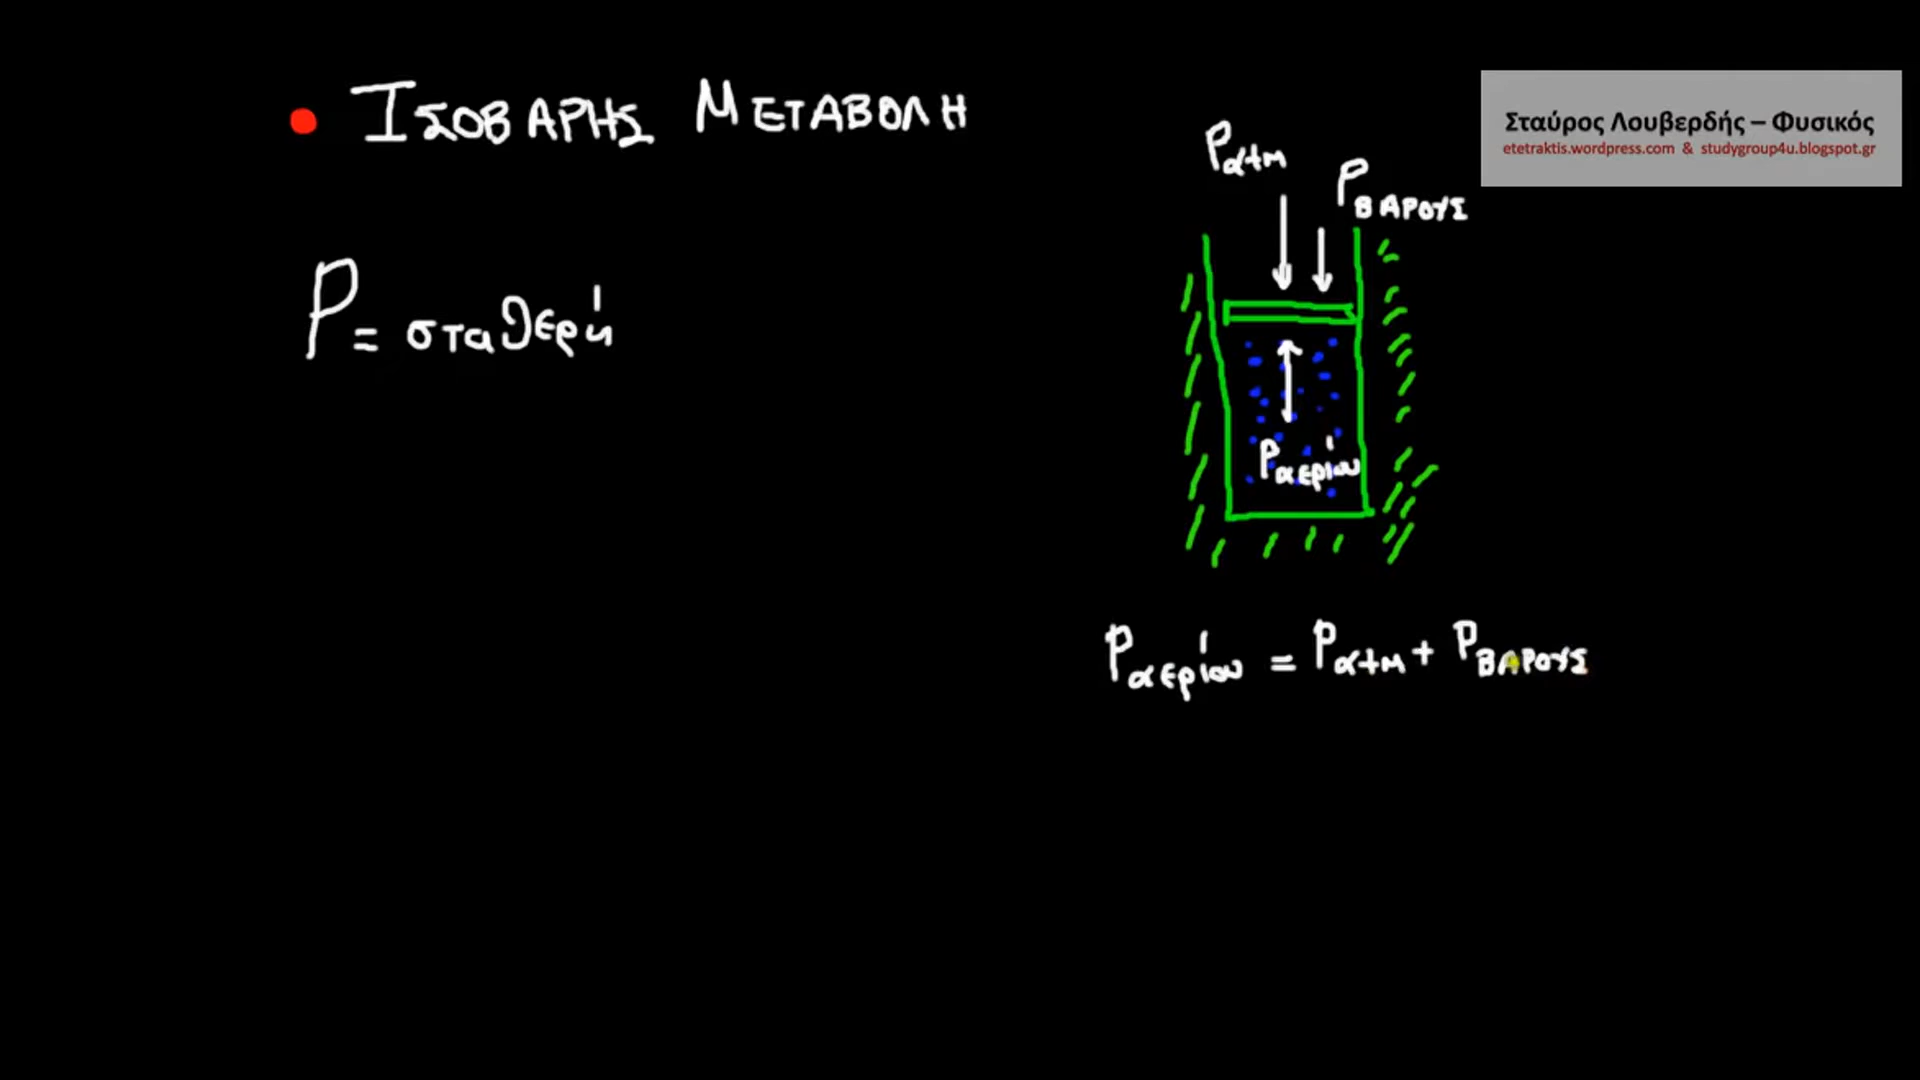 • Ισοβαρης Μεταβολη
Σταύρος Λουβερδής – Φυσικός
etetraktis.wordpress.com & studygroup4u.blogspot.gr
Pατμ
PΒΑΡΟΥΣ
P = σταθερή
Pαερίου
Pαερίου = Pατμ + PΒΑΡΟΥΣ